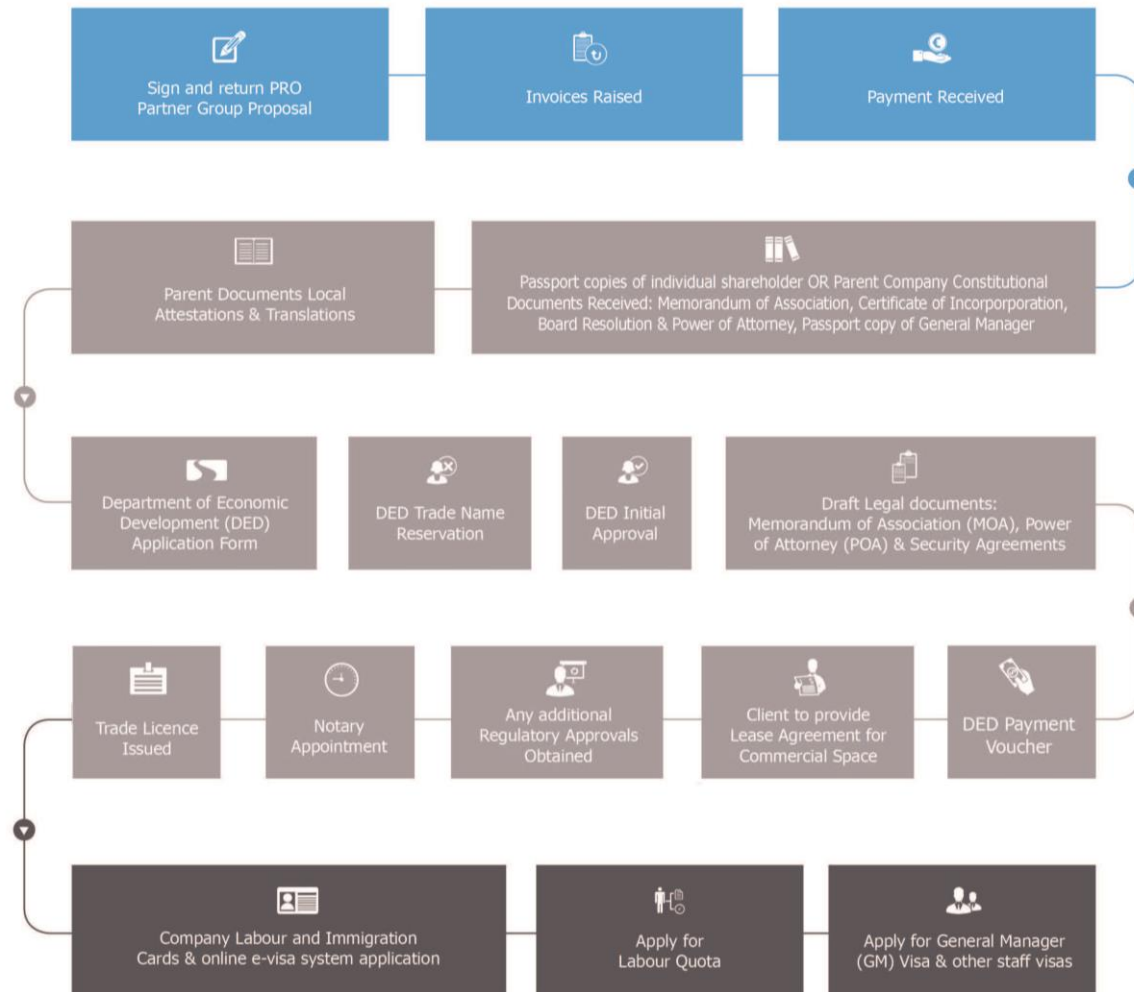 Sign and return PRO
Partner Group Proposal
Invoices Raised
Payment Received
Parent Documents Local
Attestations & Translations
Passport copies of individual shareholder OR Parent Company Constitutional
Documents Received: Memorandum of Association, Certificate of Incorporporation,
Board Resolution & Power of Attorney, Passport copy of General Manager
Department of Economic
Development (DED)
Application Form
DED Trade Name
Reservation
DED Initial
Approval
Draft Legal documents:
Memorandum of Association (MOA), Power
of Attorney (POA) & Security Agreements
Trade Licence
Issued
Notary
Appointment
Any additional
Regulatory Approvals
Obtained
Client to provide
Lease Agreement for
Commercial Space
DED Payment
Voucher
Company Labour and Immigration
Cards & online e-visa system application
Apply for
Labour Quota
Apply for General Manager
(GM) Visa & other staff visas